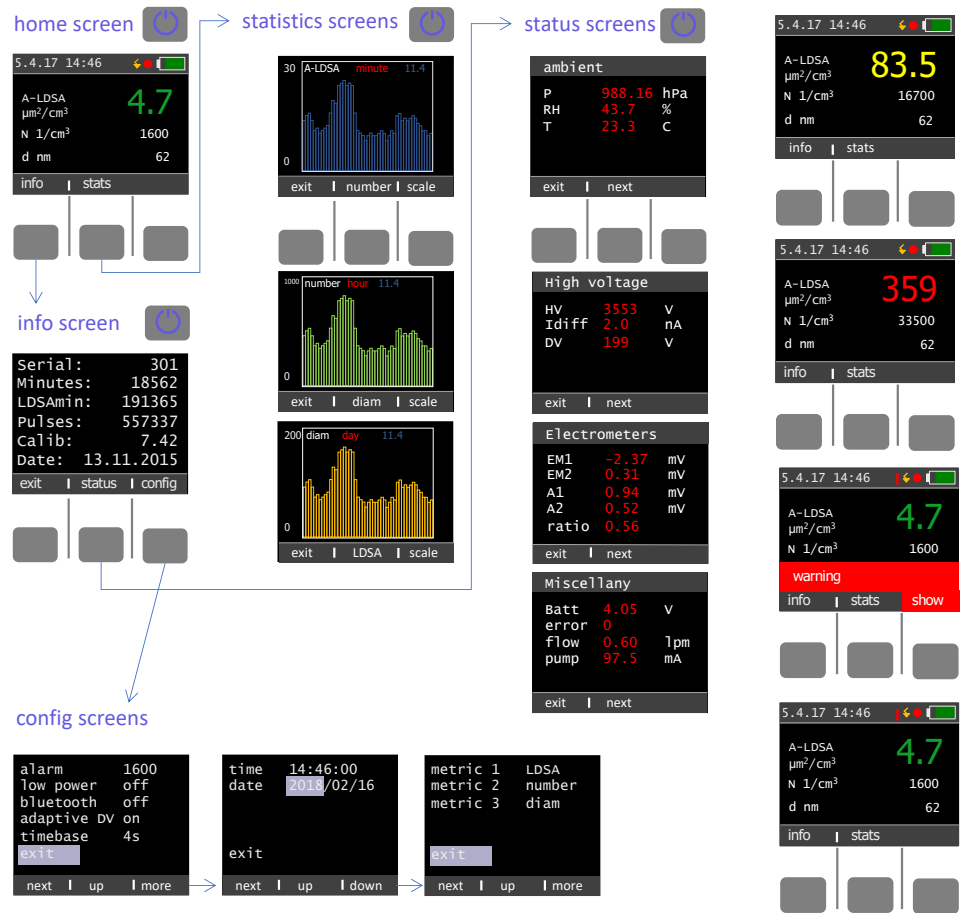 home screen
5.4.17 14:46
A-LDSA 4.7
µm²/cm³
N 1/cm³ 1600
d nm 62
info stats
info screen
Serial: 301
Minutes: 18562
LDSAmin: 191365
Pulses: 557337
Calib: 7.42
Date: 13.11.2015
exit status config
statistics screens
30 A-LDSA minute 11.4
0
exit number scale
1000 number hour 11.4
0
exit diam scale
200 diam day 11.4
0
exit LDSA scale
status screens
ambient
P 988.16 hPa
RH 43.7 %
T 23.3 C
exit next
High voltage
HV 3553 V
Idiff 2.0 nA
DV 199 V
exit next
Electrometers
EM1 -2.37 mV
EM2 0.31 mV
A1 0.94 mV
A2 0.52 mV
ratio 0.56
exit next
Miscellany
Batt 4.05 V
error 0
flow 0.60 lpm
pump 97.5 mA
exit next
config screens
alarm 1600
low power off
bluetooth off
adaptive DV on
timebase 4s
exit
next up more
time 14:46:00
date 2018/02/16
exit
next up down
metric 1 LDSA
metric 2 number
metric 3 diam
exit
next up more
5.4.17 14:46
A-LDSA 83.5
µm²/cm³
N 1/cm³ 16700
d nm 62
info stats
5.4.17 14:46
A-LDSA 359
µm²/cm³
N 1/cm³ 33500
d nm 62
info stats
5.4.17 14:46
A-LDSA 4.7
µm²/cm³
N 1/cm³ 1600
warning
info stats show
5.4.17 14:46
A-LDSA 4.7
µm²/cm³
N 1/cm³ 1600
d nm 62
info stats